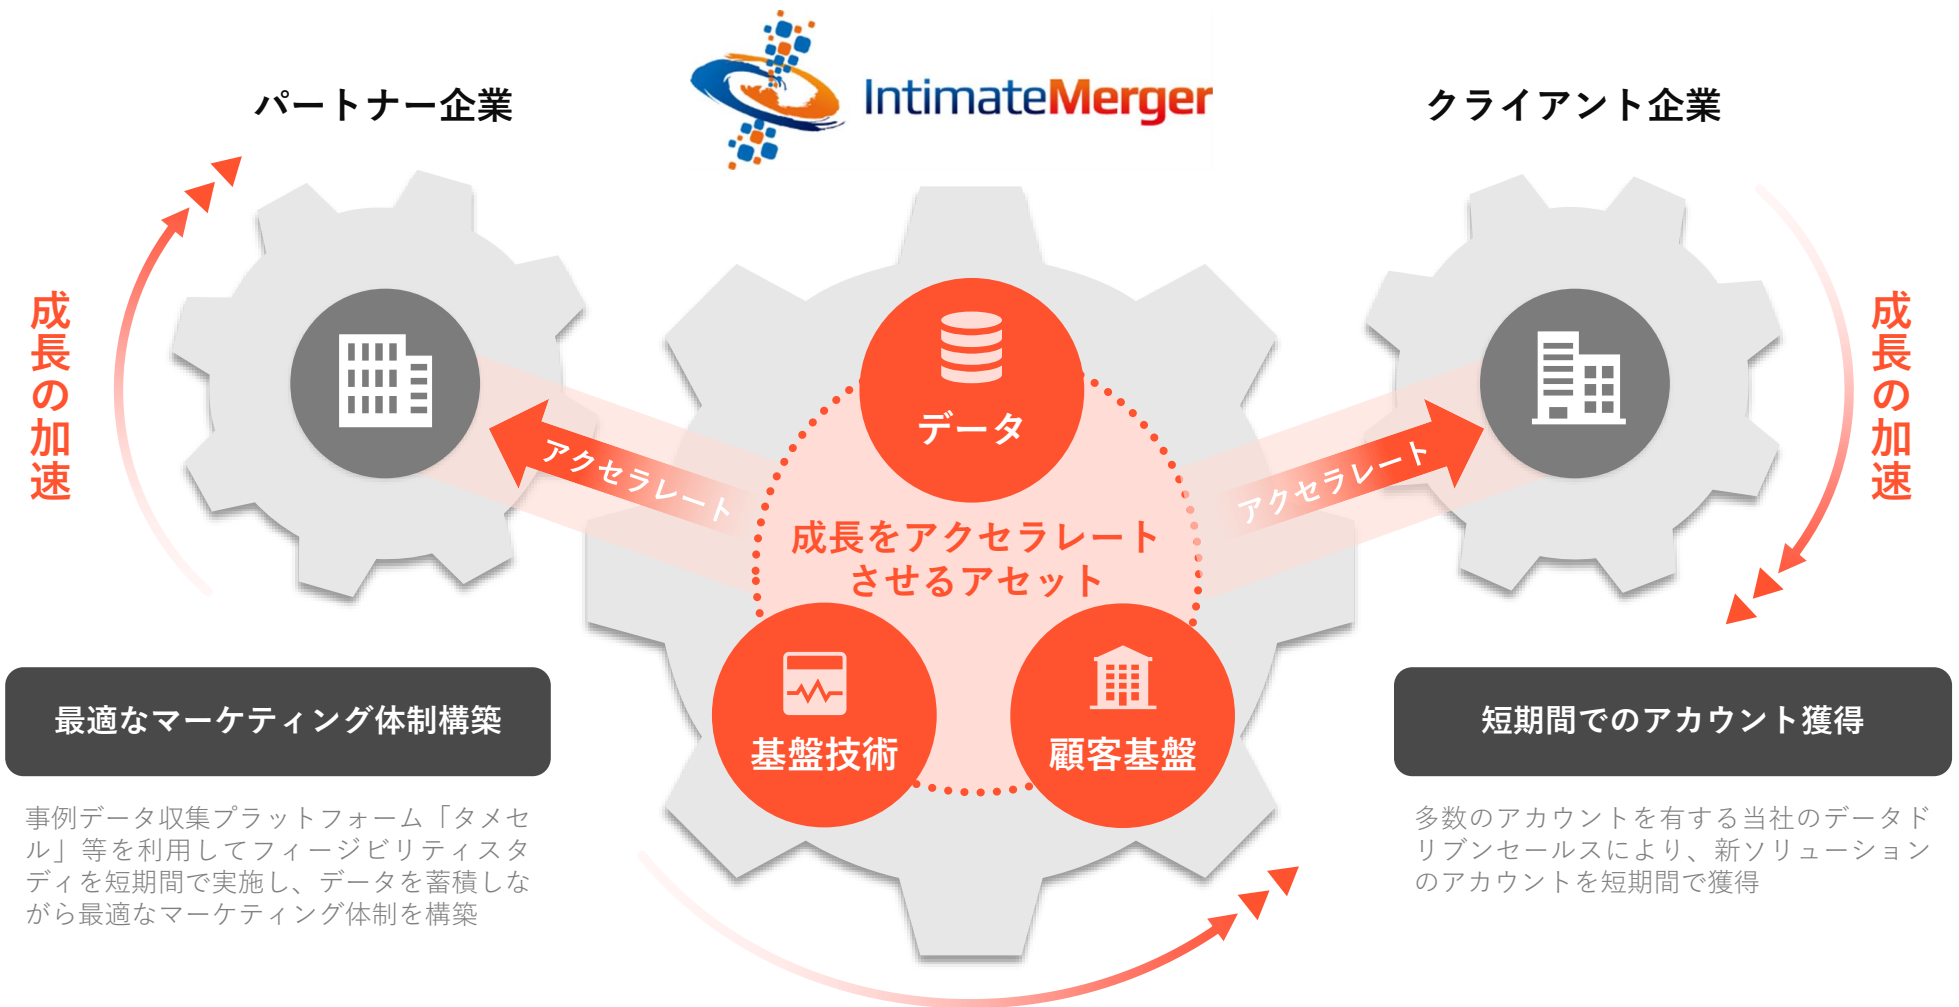 IntimateMerger
パートナー企業
クライアント企業
成長の加速
成長の加速
データ
アクセラレート
アクセラレート
成長をアクセラレート
させるアセット
基盤技術
顧客基盤
最適なマーケティング体制構築
事例データ収集プラットフォーム「タメセ
ル」等を利用してフィージビリティスタ
ディを短期間で実施し、データを蓄積しな
がら最適なマーケティング体制を構築
短期間でのアカウント獲得
多数のアカウントを有する当社のデータド
リブンセールスにより、新ソリューション
のアカウントを短期間で獲得